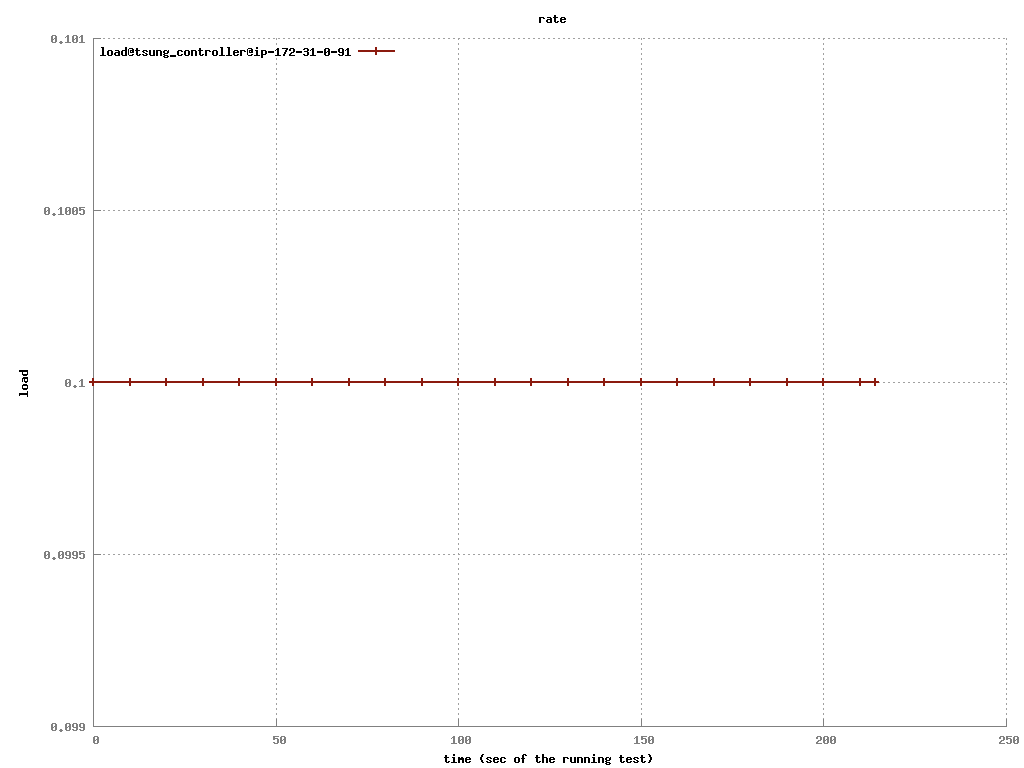 rate
0.101
load@tsung_controller@ip-172-31-0-91
0.1005
load
0.1
0.0995
0.099
0 50 100 150 200 250
time (sec of the running test)